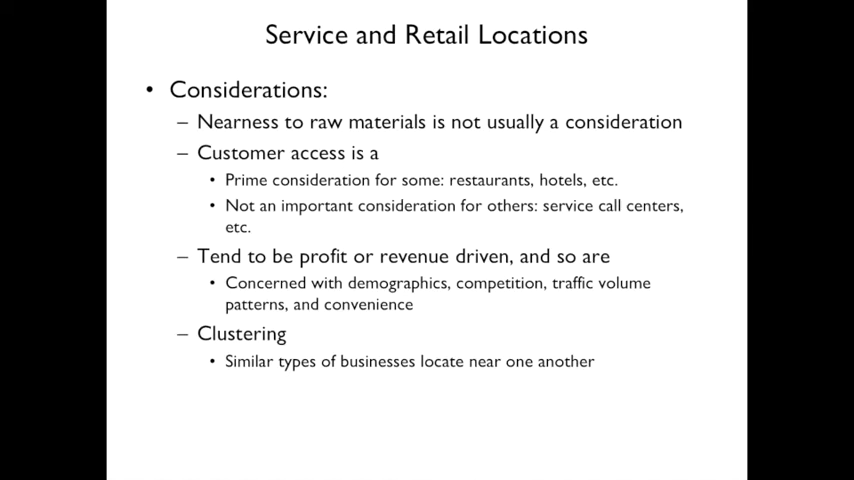 Service and Retail Locations
• Considerations:
– Nearness to raw materials is not usually a consideration
– Customer access is a
• Prime consideration for some: restaurants, hotels, etc.
• Not an important consideration for others: service call centers,
etc.
– Tend to be profit or revenue driven, and so are
• Concerned with demographics, competition, traffic volume
patterns, and convenience
– Clustering
• Similar types of businesses locate near one another